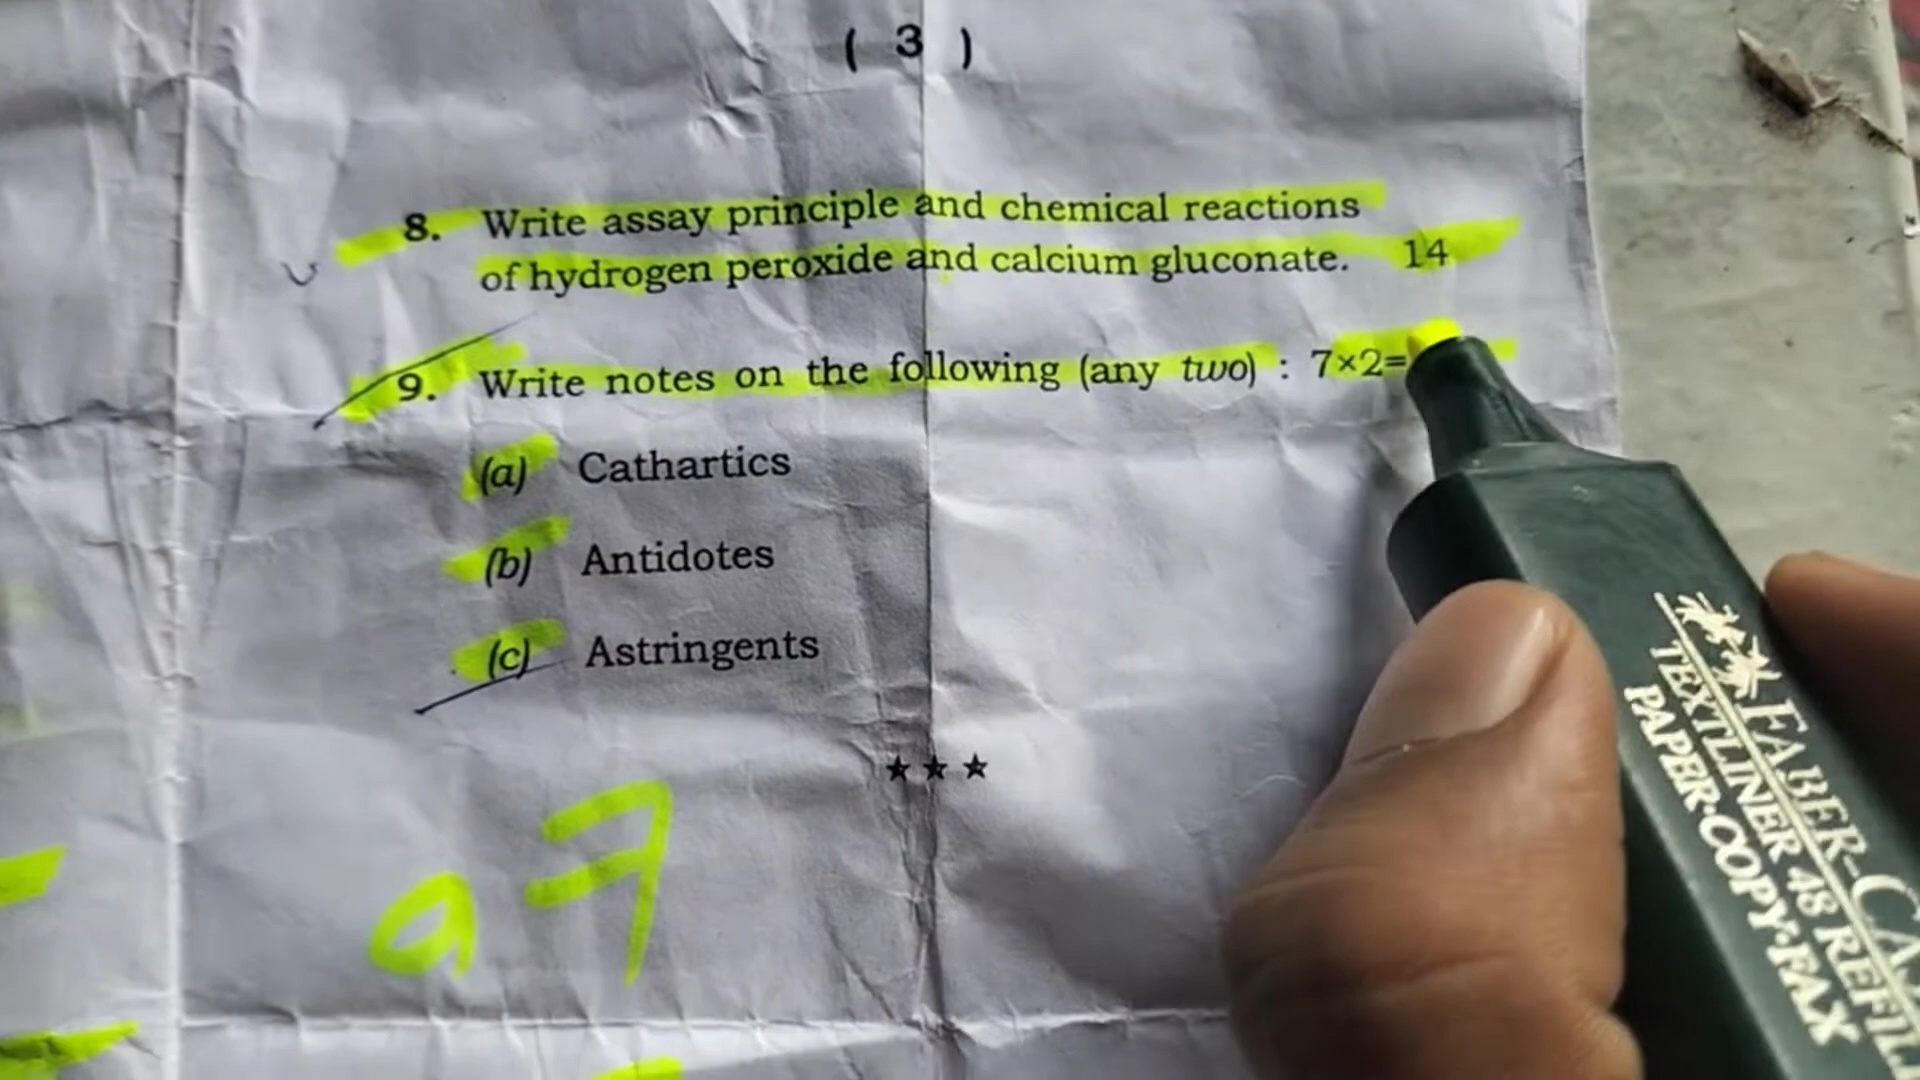 ( 3 )
8. Write assay principle and chemical reactions
of hydrogen peroxide and calcium gluconate. 14
9. Write notes on the following (any two) : 7×2=
(a) Cathartics
(b) Antidotes
(c) Astringents
★ ★ ★
FABER-CA
TEXTLINER 48 REFILL
PAPER·COPY·FAX